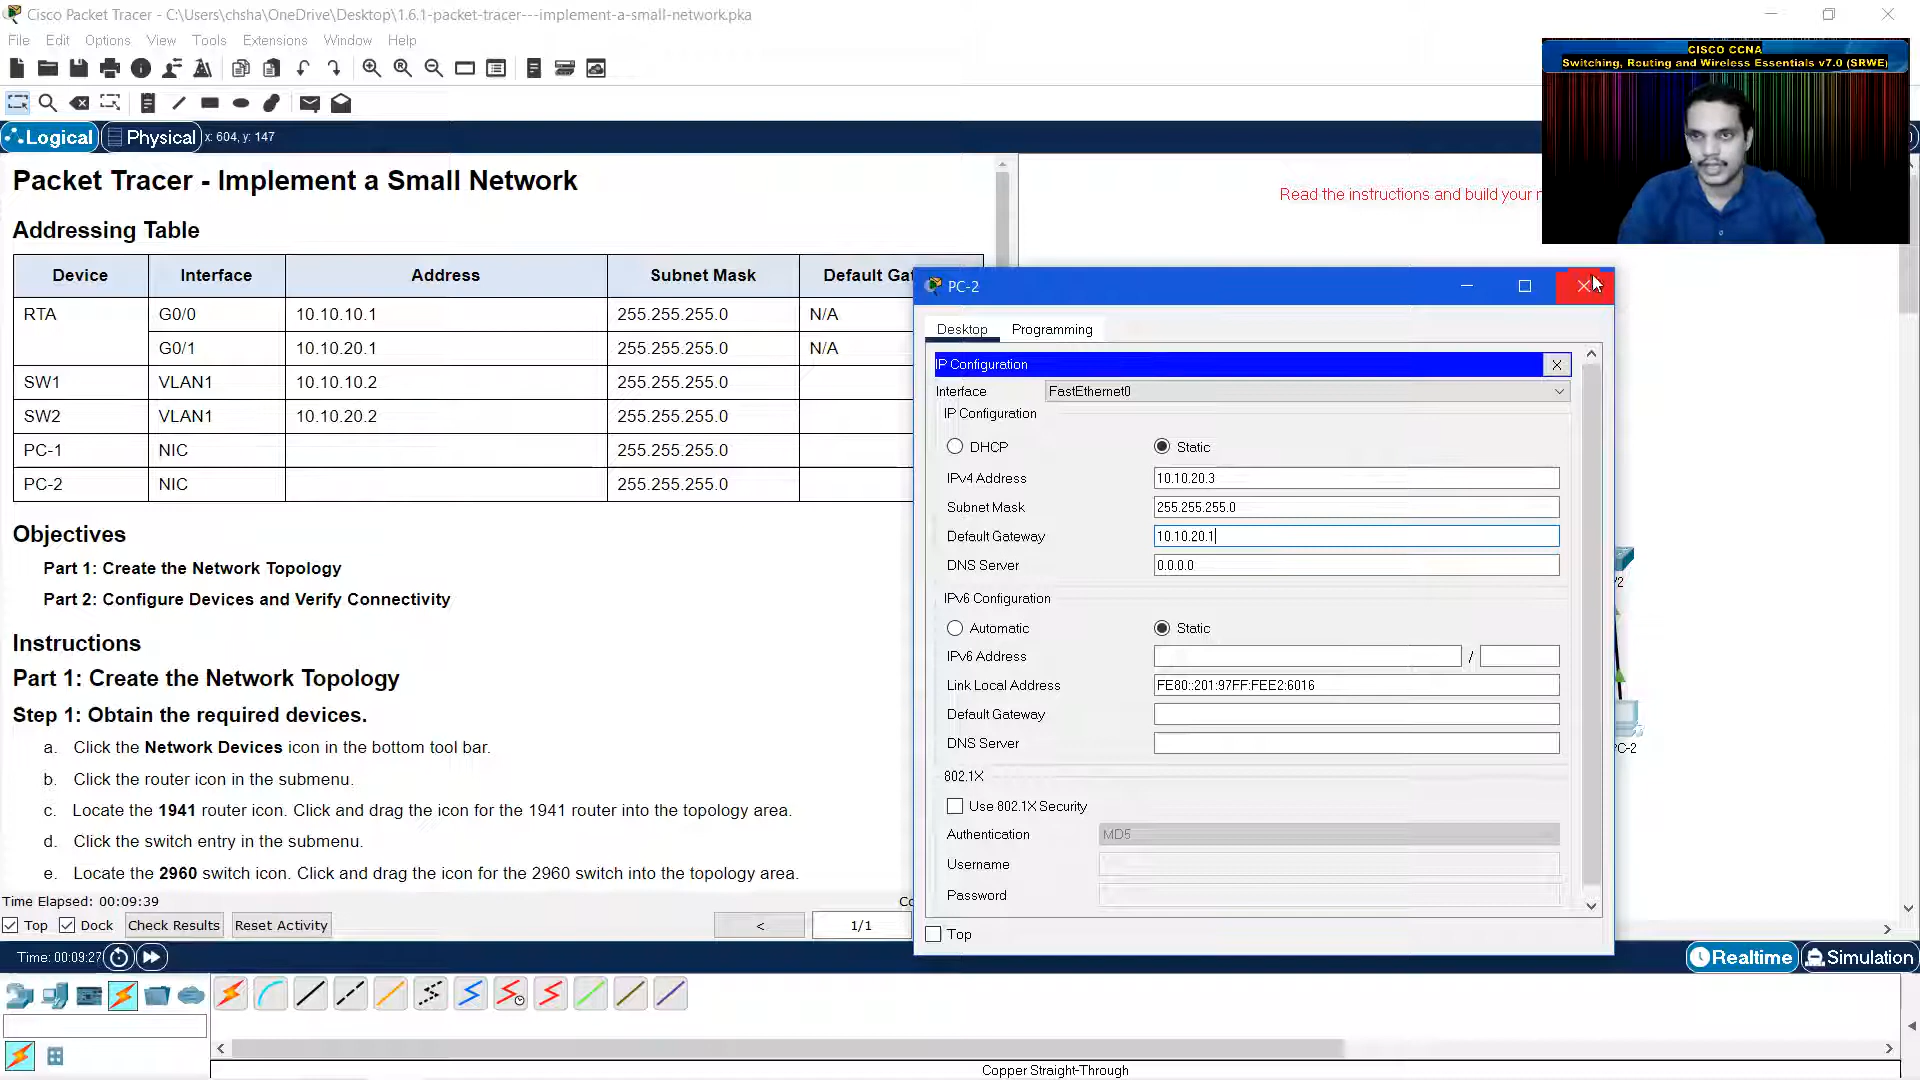 Cisco Packet Tracer - C:\Users\chsha\OneDrive\Desktop\1.6.1-packet-tracer---implement-a-small-network.pka
File Edit Options View Tools Extensions Window Help
CISCO CCNA
Switching, Routing and Wireless Essentials v7.0 (SRWE)
Logical Physical x: 604, y: 147
Packet Tracer - Implement a Small Network
Read the instructions and build your
Addressing Table
Device Interface Address Subnet Mask Default Ga
RTA G0/0 10.10.10.1 255.255.255.0 N/A
G0/1 10.10.20.1 255.255.255.0 N/A
SW1 VLAN1 10.10.10.2 255.255.255.0
SW2 VLAN1 10.10.20.2 255.255.255.0
PC-1 NIC 255.255.255.0
PC-2 NIC 255.255.255.0
Objectives
Part 1: Create the Network Topology
Part 2: Configure Devices and Verify Connectivity
Instructions
Part 1: Create the Network Topology
Step 1: Obtain the required devices.
a. Click the Network Devices icon in the bottom tool bar.
b. Click the router icon in the submenu.
c. Locate the 1941 router icon. Click and drag the icon for the 1941 router into the topology area.
d. Click the switch entry in the submenu.
e. Locate the 2960 switch icon. Click and drag the icon for the 2960 switch into the topology area.
Time Elapsed: 00:09:39 Co
Top Dock Check Results Reset Activity < 1/1
PC-2
Desktop Programming
IP Configuration X
Interface FastEthernet0
IP Configuration
DHCP Static
IPv4 Address 10.10.20.3
Subnet Mask 255.255.255.0
Default Gateway 10.10.20.1
DNS Server 0.0.0.0
IPv6 Configuration
Automatic Static
IPv6 Address /
Link Local Address FE80::201:97FF:FEE2:6016
Default Gateway
DNS Server
802.1X
Use 802.1X Security
Authentication MD5
Username
Password
Top
2
PC-2
Time: 00:09:27 Realtime Simulation
Copper Straight-Through